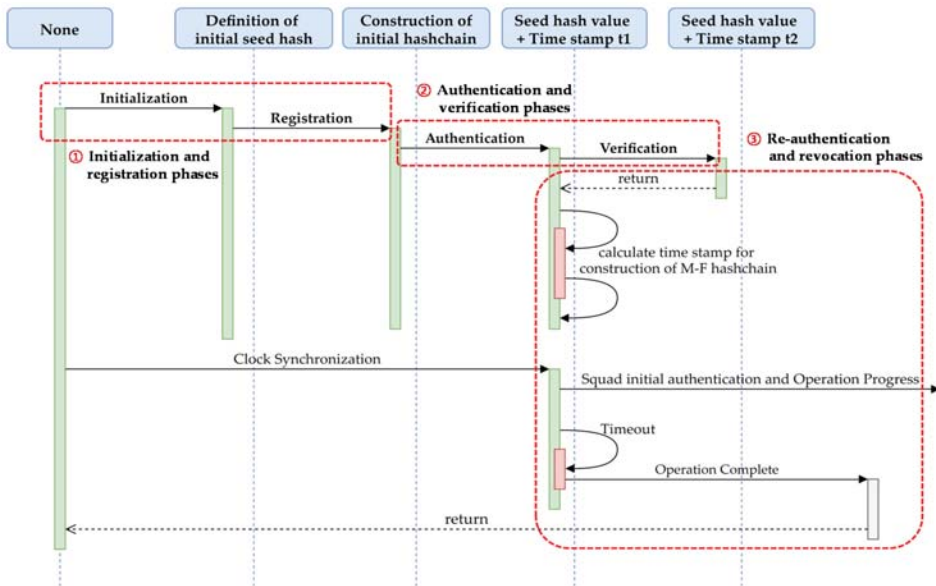 None
Definition of
initial seed hash
Construction of
initial hashchain
Seed hash value
+ Time stamp t1
Seed hash value
+ Time stamp t2
Initialization
Registration
② Authentication and
verification phases
Authentication
Verification
① Initialization and
registration phases
③ Re-authentication
and revocation phases
return
calculate time stamp for
construction of M-F hashchain
Clock Synchronization
Squad initial authentication and Operation Progress
Timeout
Operation Complete
return